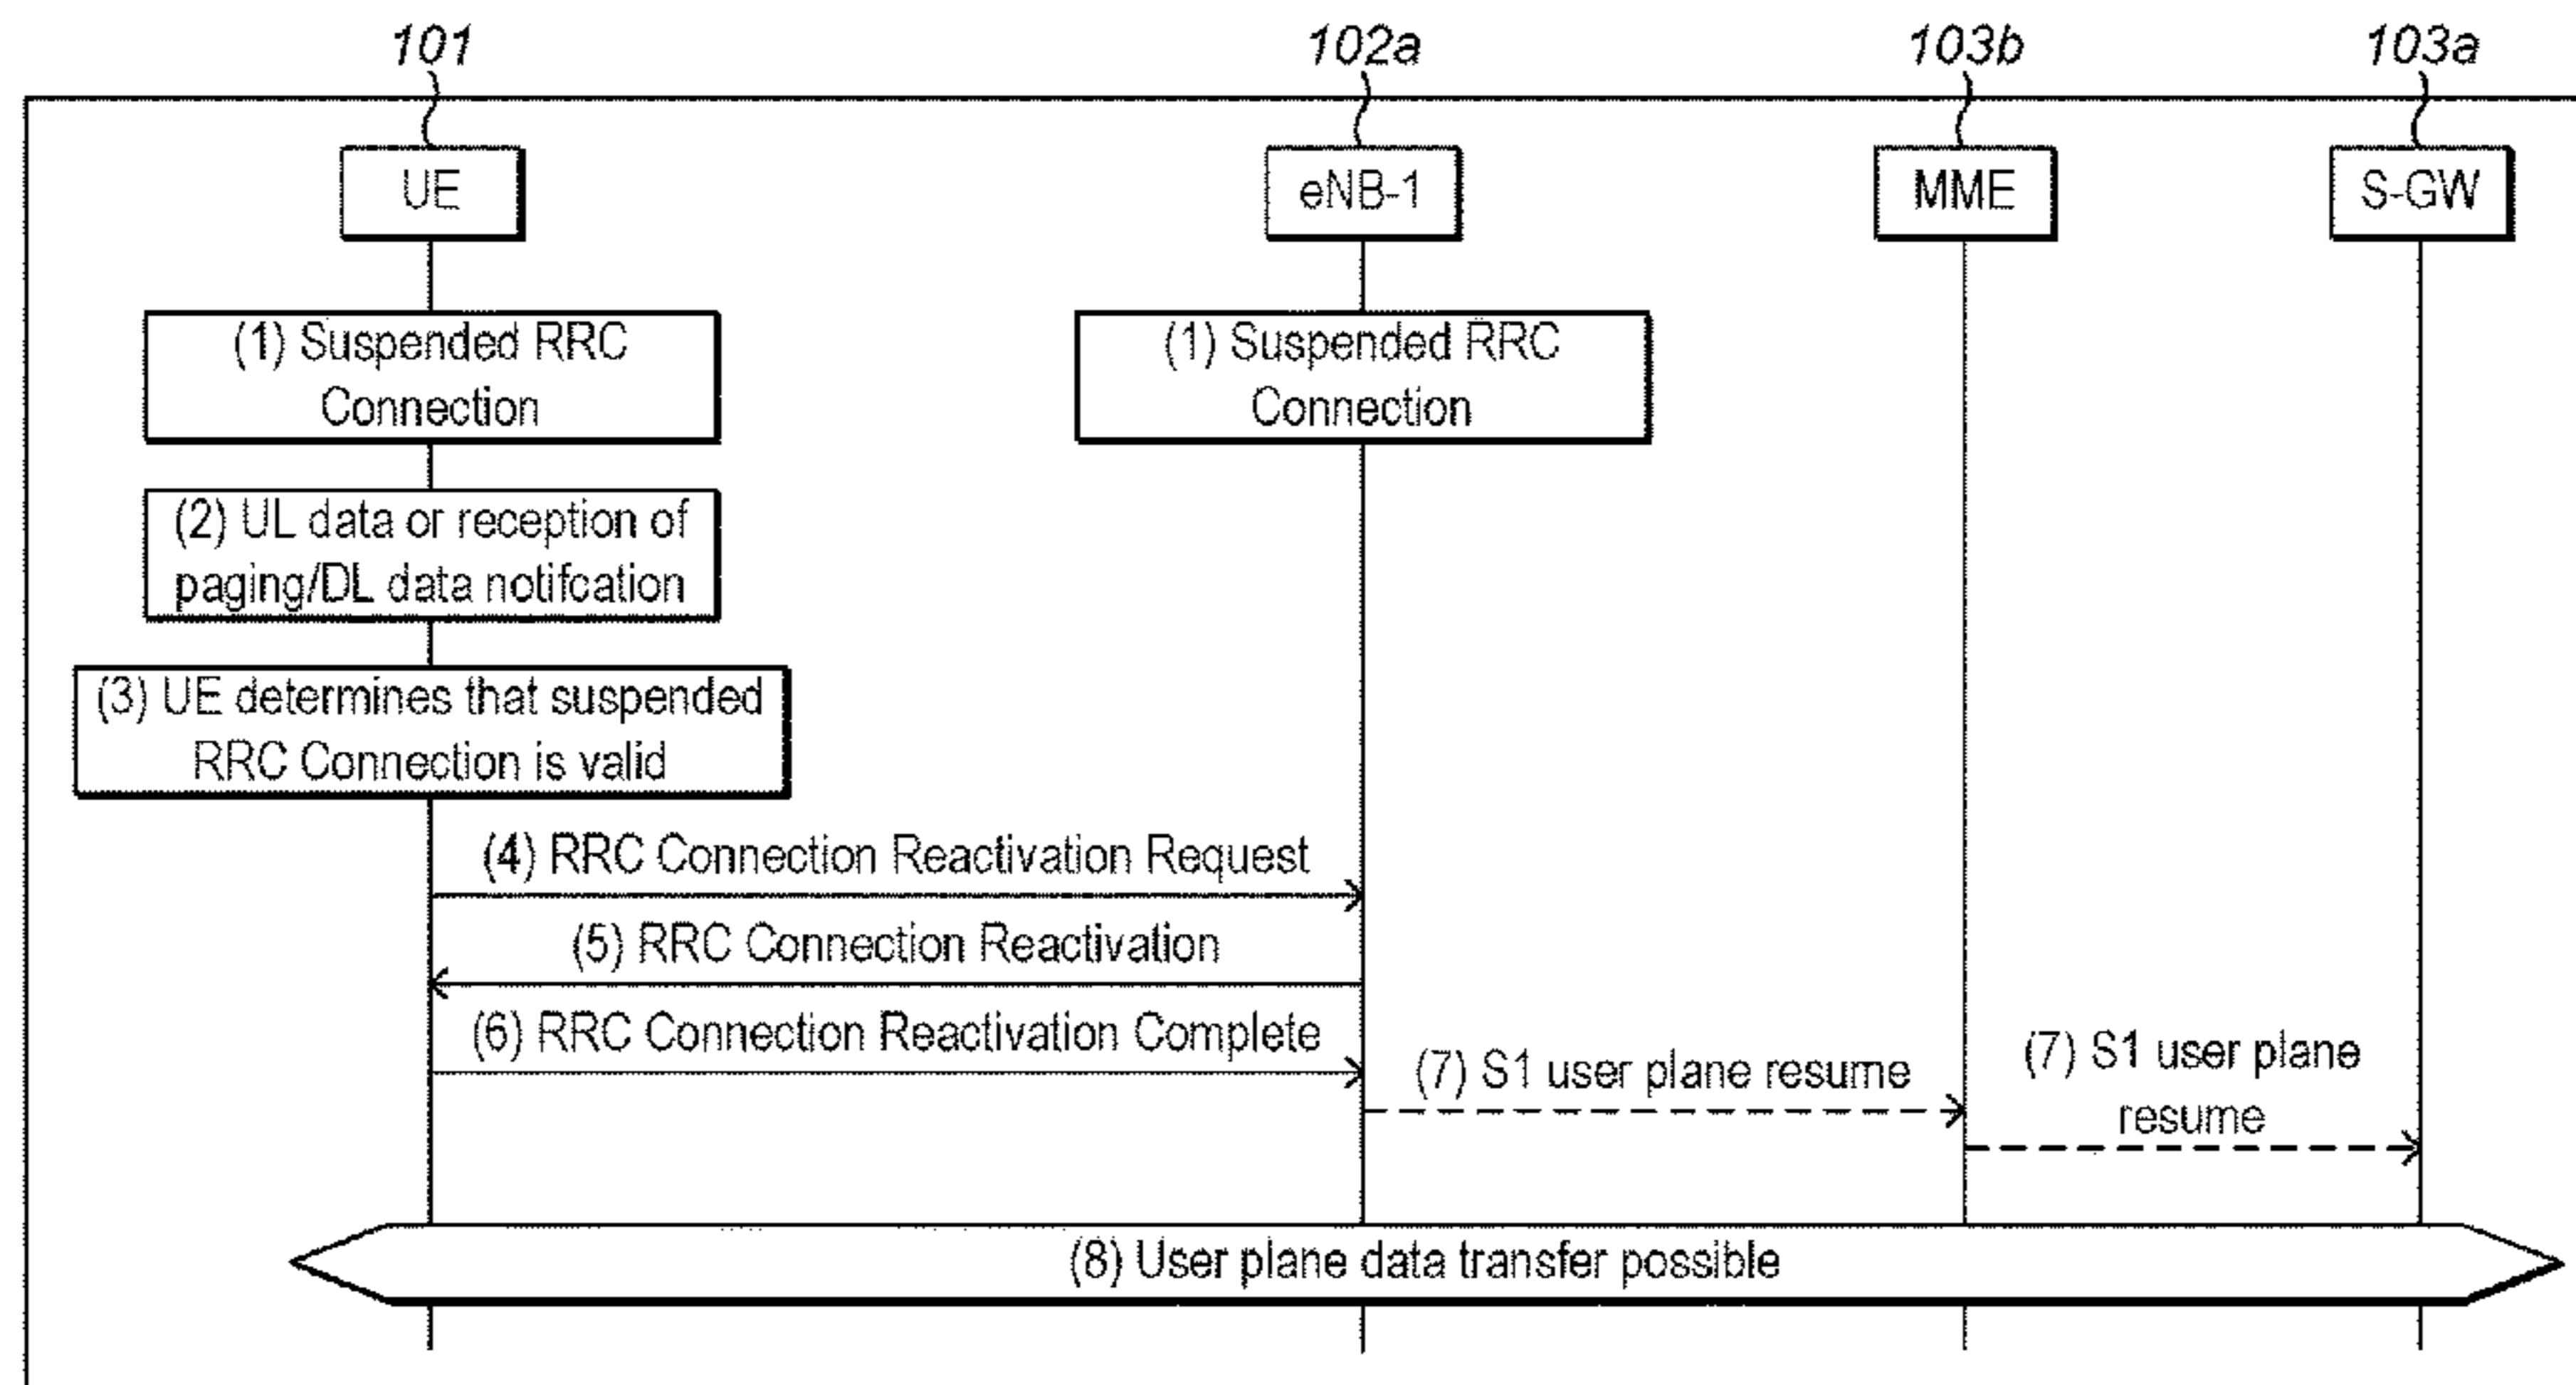 101 102a 103b 103a
UE eNB-1 MME S-GW
(1) Suspended RRC
Connection
(1) Suspended RRC
Connection
(2) UL data or reception of
paging/DL data notifcation
(3) UE determines that suspended
RRC Connection is valid
(4) RRC Connection Reactivation Request
(5) RRC Connection Reactivation
(6) RRC Connection Reactivation Complete
(7) S1 user plane resume
(7) S1 user plane
resume
(8) User plane data transfer possible